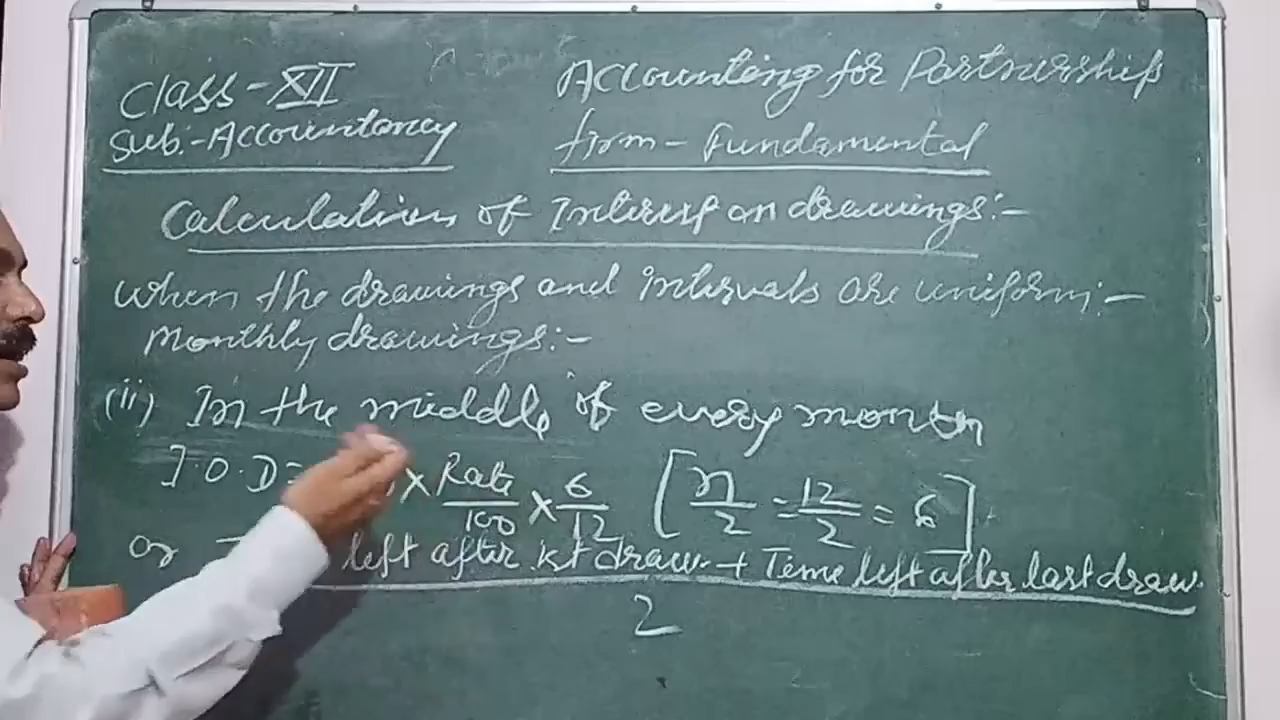 Class-XII
Sub:-Accountancy
Accounting for Partnership
firm - Fundamental
Calculation of Interest on drawings:-
When the drawings and intervals are uniform:-
Monthly drawings:-
(ii) In the middle of every month
I.O.D= × Rate/100 × 6/12 [n/2 = 12/2 = 6]
or left after 1st draw. + Time left after last draw.
2